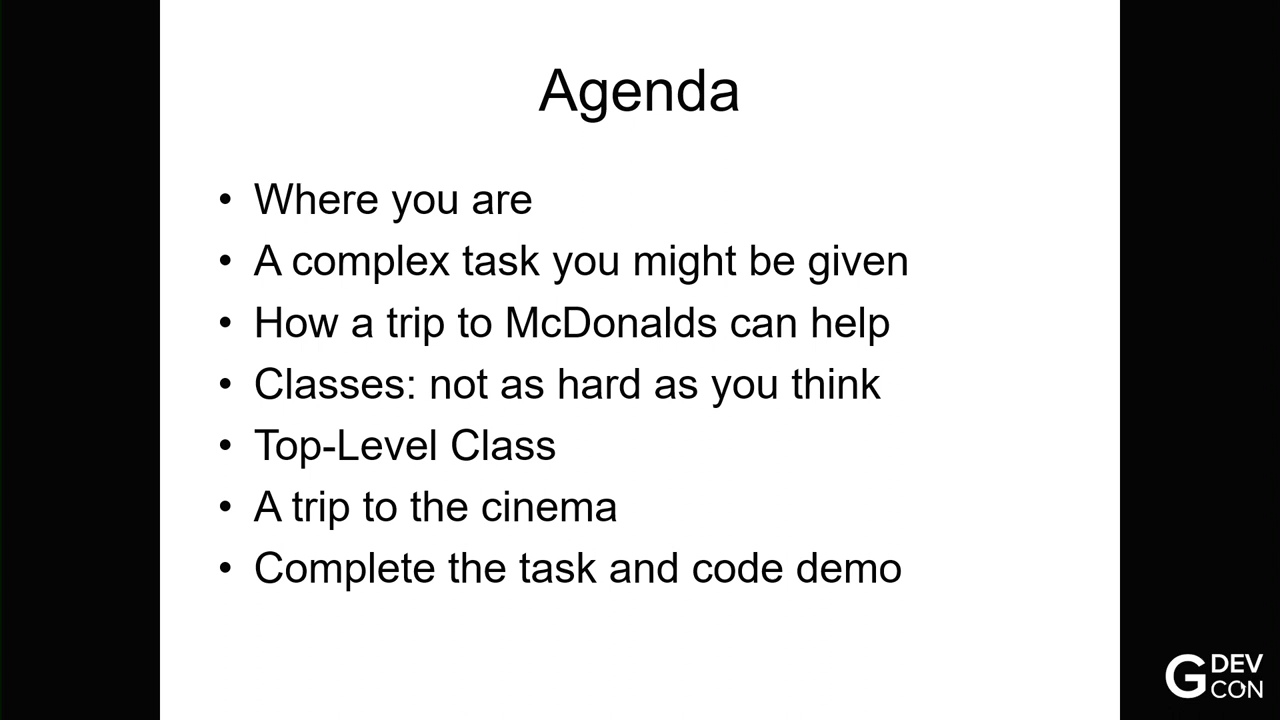 Agenda
• Where you are
• A complex task you might be given
• How a trip to McDonalds can help
• Classes: not as hard as you think
• Top-Level Class
• A trip to the cinema
• Complete the task and code demo
G DEV
CON